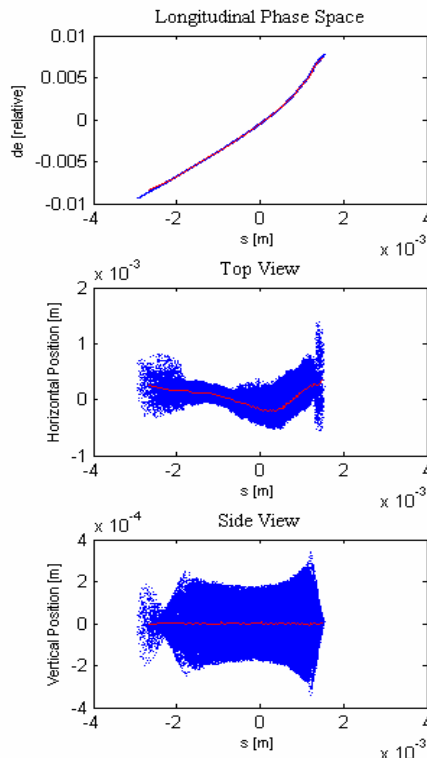 Longitudinal Phase Space
0.01
0.005
0
-0.005
-0.01
de [relative]
-4 -2 0 2 4
s [m]
x 10⁻³
x 10⁻³
Top View
2
1
0
-1
Horizontal Position [m]
-4 -2 0 2 4
s [m]
x 10⁻³
x 10⁻⁴
Side View
4
2
0
-2
-4
Vertical Position [m]
-4 -2 0 2 4
s [m]
x 10⁻³